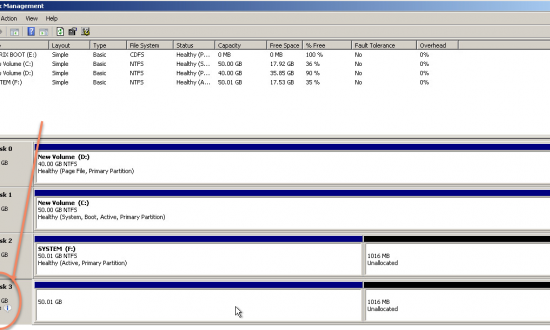 Management
Action View Help
Layout Type File System Status Capacity Free Space % Free Fault Tolerance Overhead
RIX BOOT (E:) Simple Basic CDFS Healthy (P... 0 MB 0 MB 100 % No 0%
Volume (C:) Simple Basic NTFS Healthy (S... 50.00 GB 17.92 GB 36 % No 0%
Volume (D:) Simple Basic NTFS Healthy (P... 40.00 GB 35.85 GB 90 % No 0%
TEM (F:) Simple Basic NTFS Healthy (A... 50.01 GB 17.53 GB 35 % No 0%
sk 0
GB
New Volume (D:)
40.00 GB NTFS
Healthy (Page File, Primary Partition)
sk 1
GB
New Volume (C:)
50.00 GB NTFS
Healthy (System, Boot, Active, Primary Partition)
sk 2
GB
SYSTEM (F:)
50.01 GB NTFS
Healthy (Active, Primary Partition)
1016 MB
Unallocated
sk 3
GB
50.01 GB
1016 MB
Unallocated